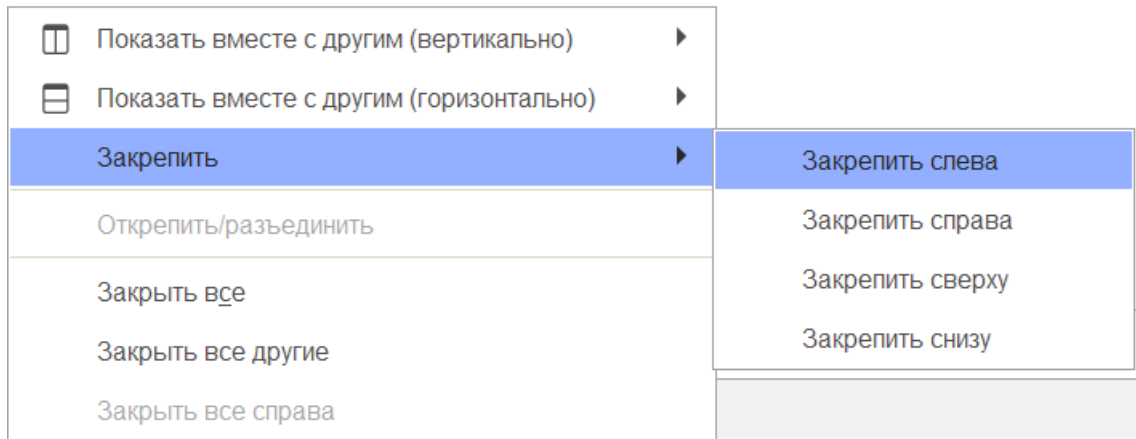 Показать вместе с другим (вертикально)
Показать вместе с другим (горизонтально)
Закрепить
Открепить/разъединить
Закрыть все
Закрыть все другие
Закрыть все справа
Закрепить слева
Закрепить справа
Закрепить сверху
Закрепить снизу